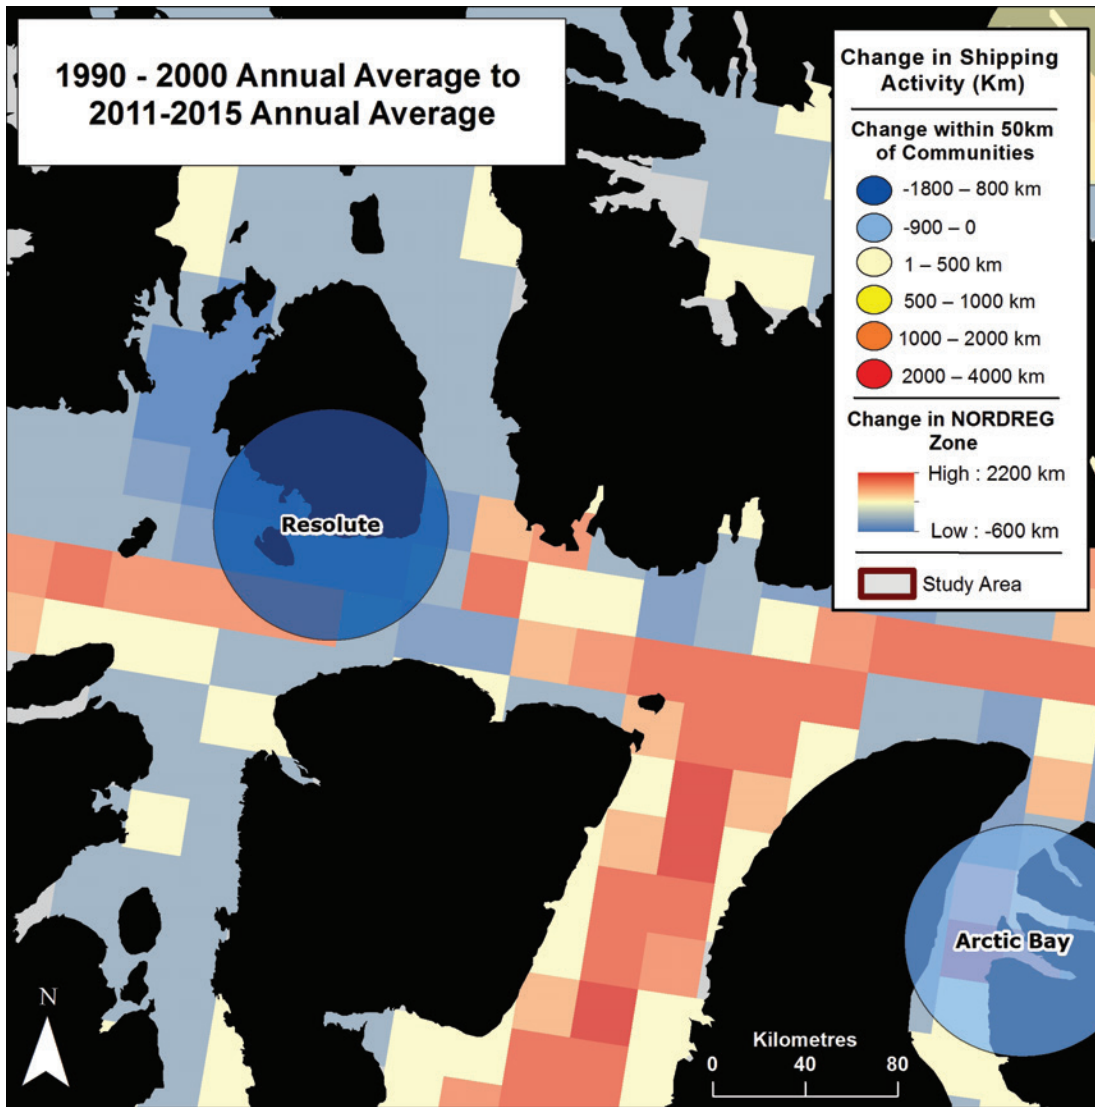 1990 - 2000 Annual Average to
2011-2015 Annual Average
Change in Shipping
Activity (Km)
Change within 50km
of Communities
-1800 – 800 km
-900 – 0
1 – 500 km
500 – 1000 km
1000 – 2000 km
2000 – 4000 km
Change in NORDREG
Zone
High : 2200 km
Low : -600 km
Study Area
Resolute
Arctic Bay
N
Kilometres
0 40 80